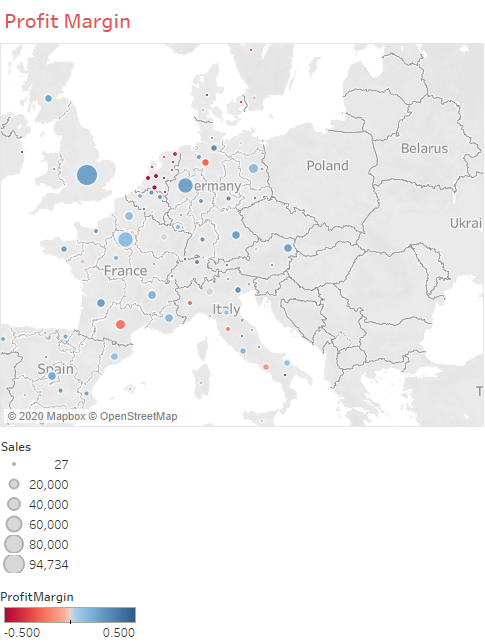 Profit Margin
Belarus
Poland
ermany
Ukrai
France
Italy
Spain
T
© 2020 Mapbox © OpenStreetMap
Sales
27
20,000
40,000
60,000
80,000
94,734
ProfitMargin
-0.500 0.500